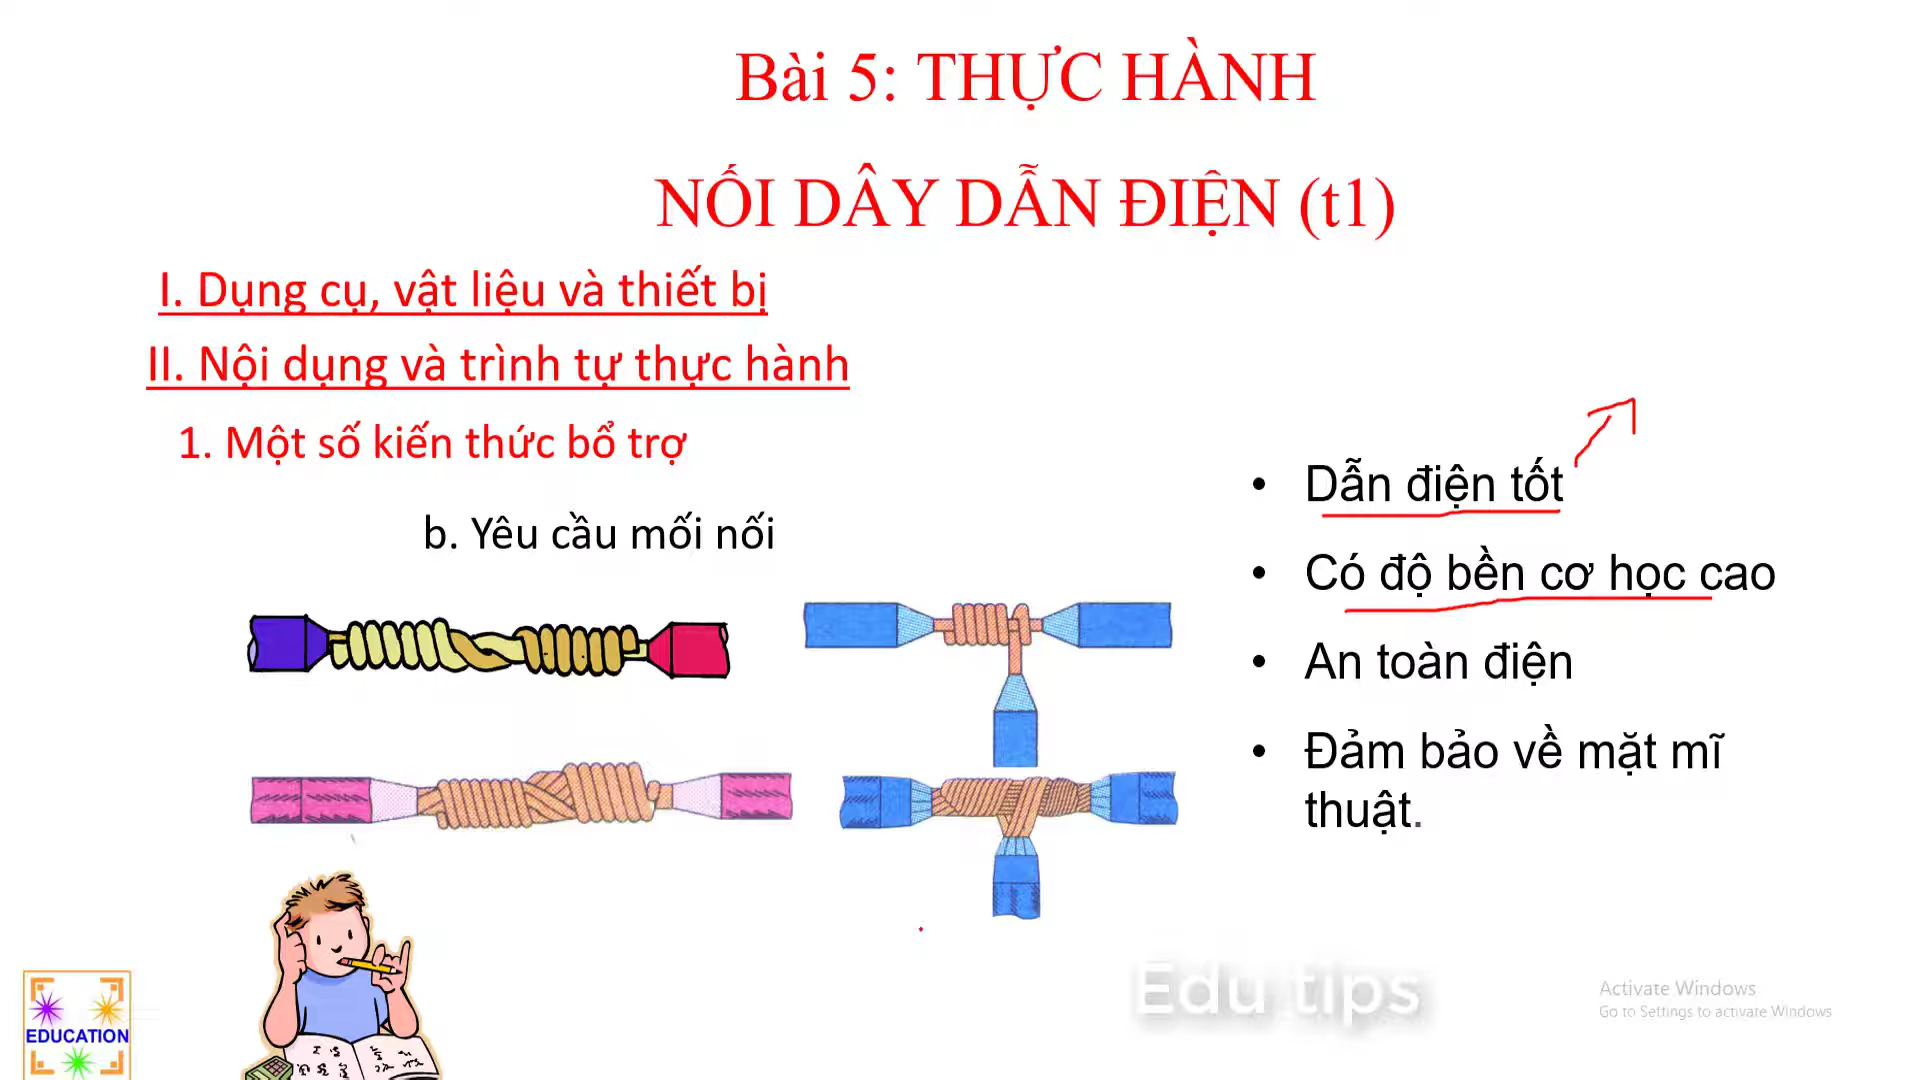 Bài 5: THỰC HÀNH
NỐI DÂY DẪN ĐIỆN (t1)
I. Dụng cụ, vật liệu và thiết bị
II. Nội dụng và trình tự thực hành
1. Một số kiến thức bổ trợ
b. Yêu cầu mối nối
• Dẫn điện tốt
• Có độ bền cơ học cao
• An toàn điện
• Đảm bảo về mặt mĩ
thuật.
EDUCATION
Edu tips
Activate Windows
Go to Settings to activate Windows